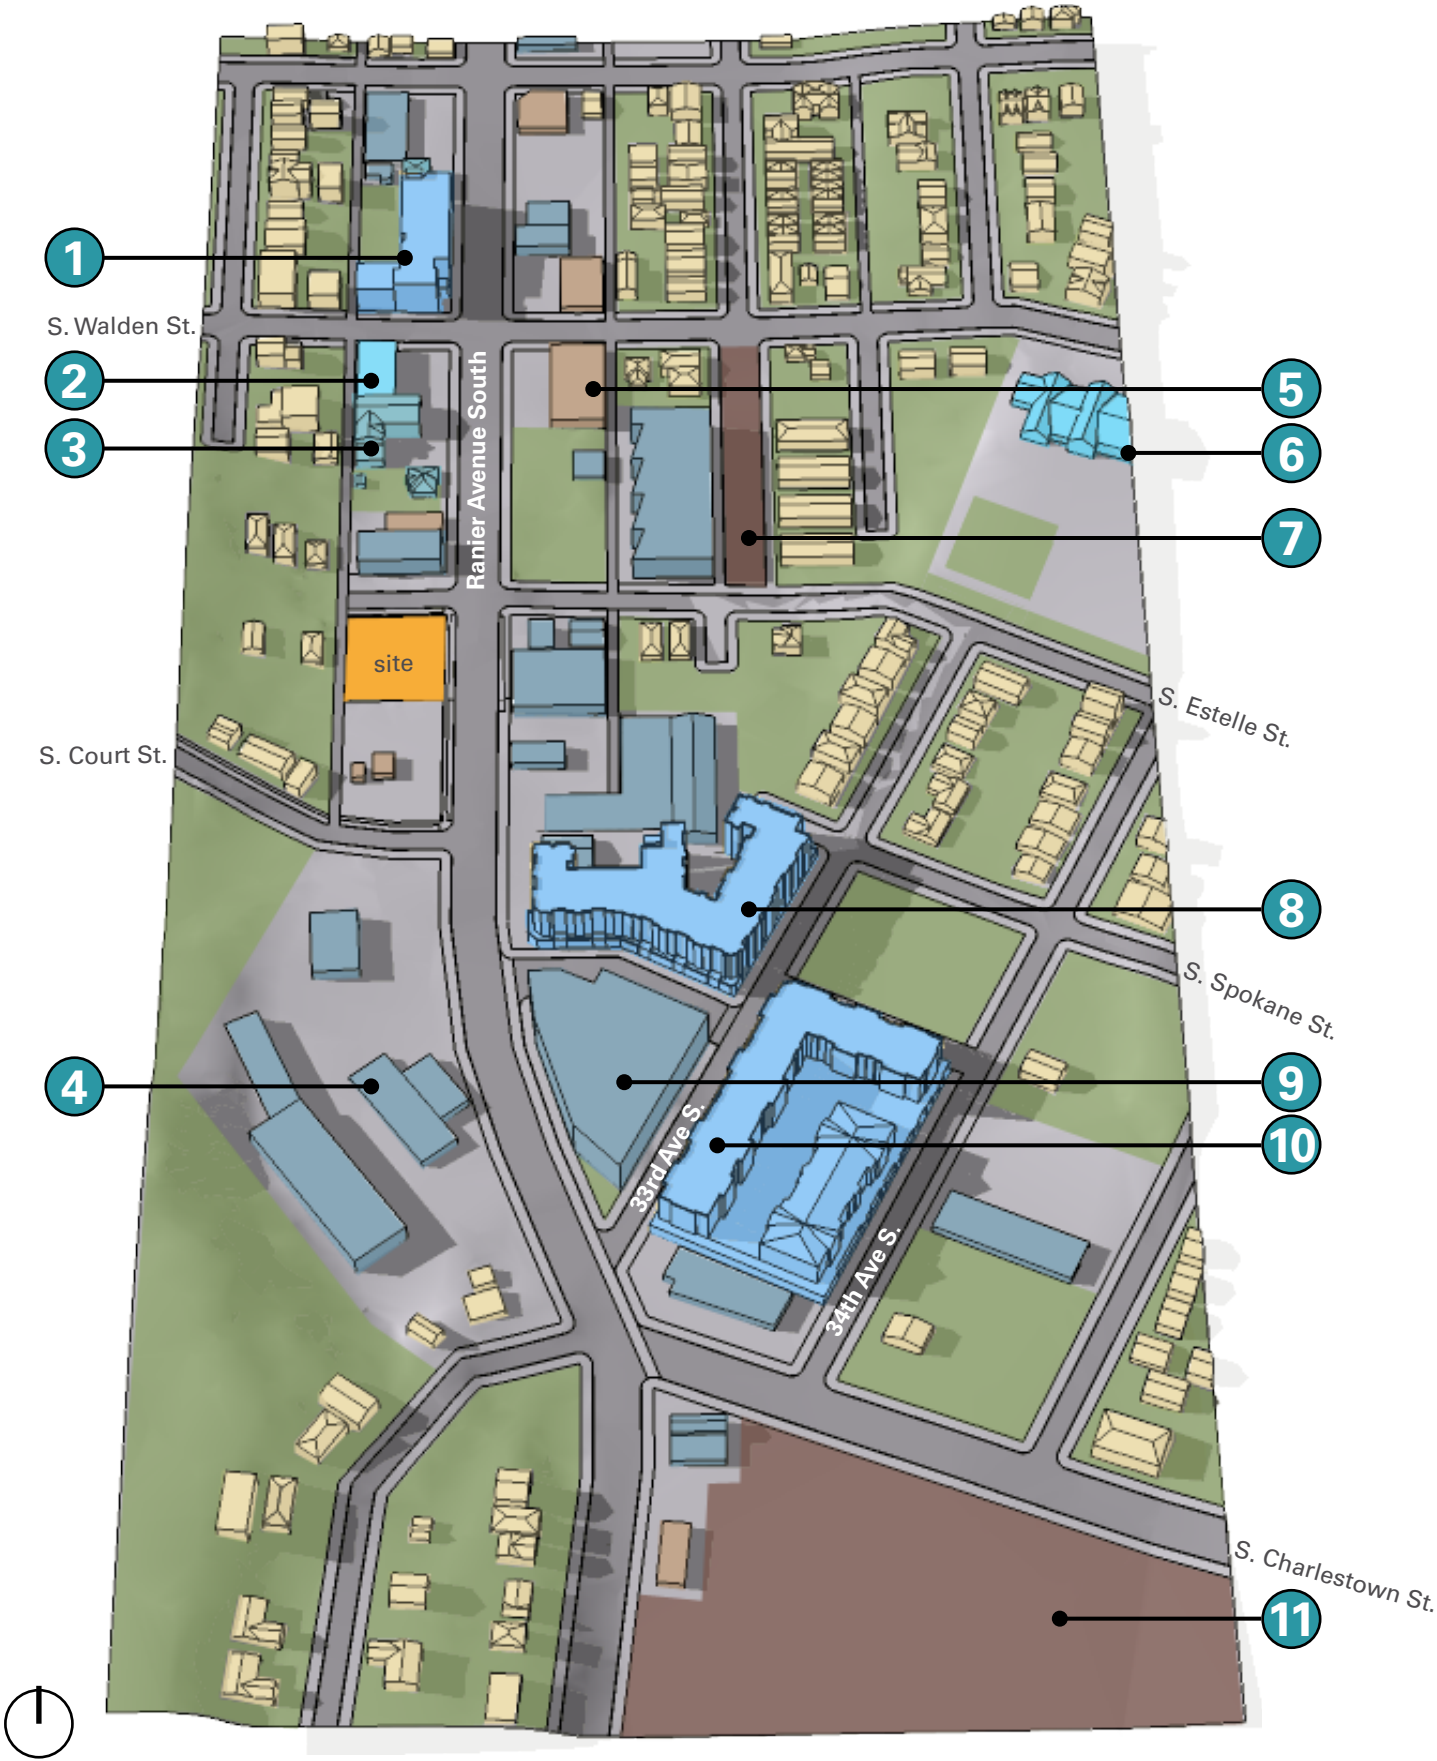 1
S. Walden St.
2
3
Ranier Avenue South
5
6
7
site
S. Court St.
S. Estelle St.
8
S. Spokane St.
4
9
10
33rd Ave S.
34th Ave S.
S. Charlestown St.
11